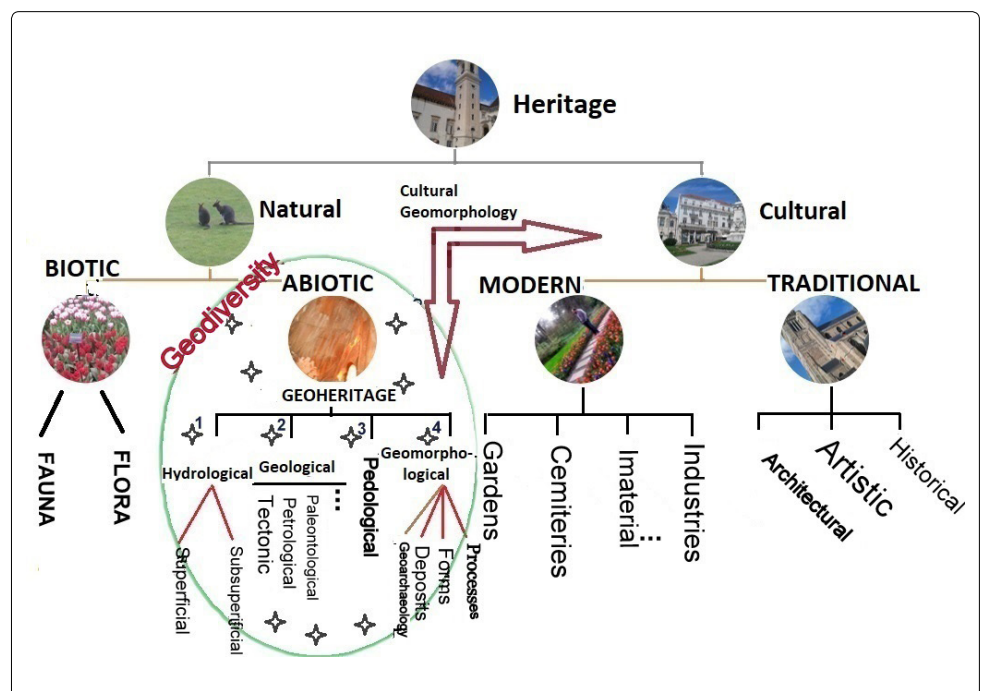 Heritage
Natural
Cultural
Geomorphology
Cultural
BIOTIC
Geodiversity
ABIOTIC
MODERN
TRADITIONAL
GEOHERITAGE
1
2
3
4
Hydrological
Geological
...
Pedological
Geomorpho-
logical
FAUNA
FLORA
Superficial
Subsuperificial
Tectonic
Petrological
Paleontological
Geoarchaeology
Deposits
Forms
Processes
Gardens
Cemiteries
Imaterial
...
Industries
Architectural
Artistic
Historical